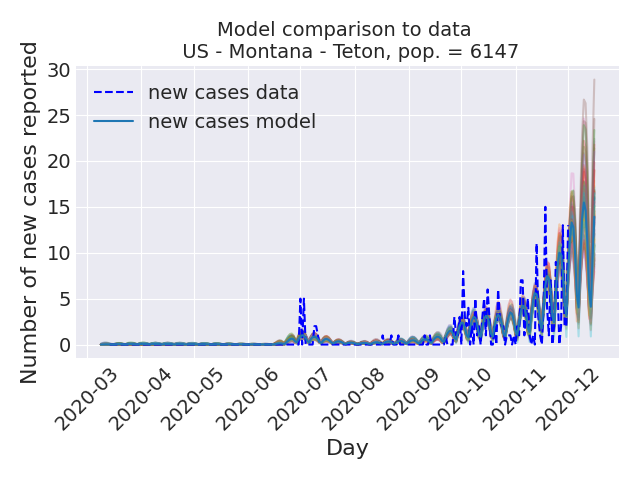 Model comparison to data
US - Montana - Teton, pop. = 6147
Number of new cases reported
30
25
20
15
10
5
0
new cases data
new cases model
2020-03
2020-04
2020-05
2020-06
2020-07
2020-08
2020-09
2020-10
2020-11
2020-12
Day